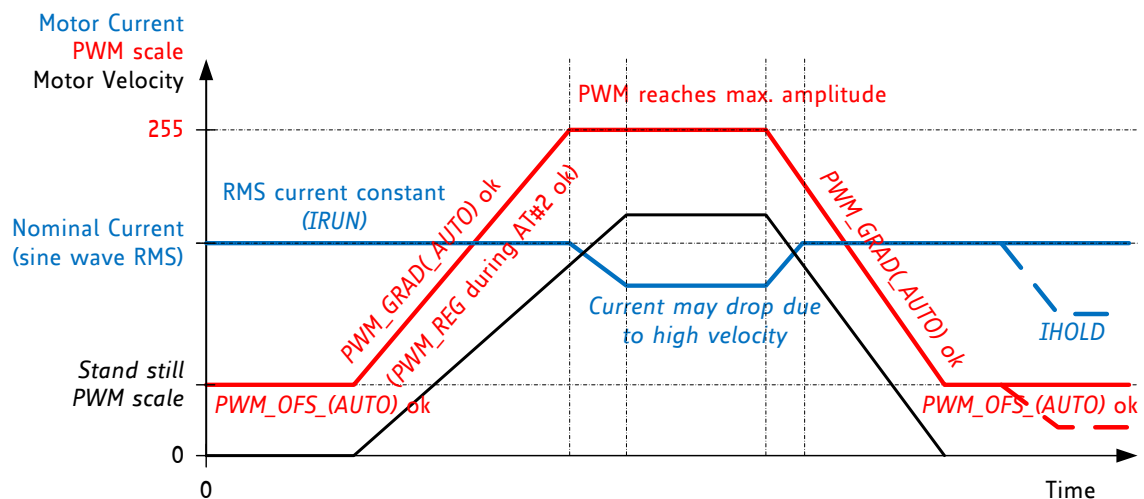 Motor Current
PWM scale
Motor Velocity
PWM reaches max. amplitude
255
RMS current constant
(IRUN)
PWM_GRAD(_AUTO) ok
(PWM_REG during AT#2 ok)
PWM_GRAD(_AUTO) ok
Nominal Current
(sine wave RMS)
Current may drop due
to high velocity
IHOLD
Stand still
PWM scale
PWM_OFS_(AUTO) ok
PWM_OFS_(AUTO) ok
0
0
Time